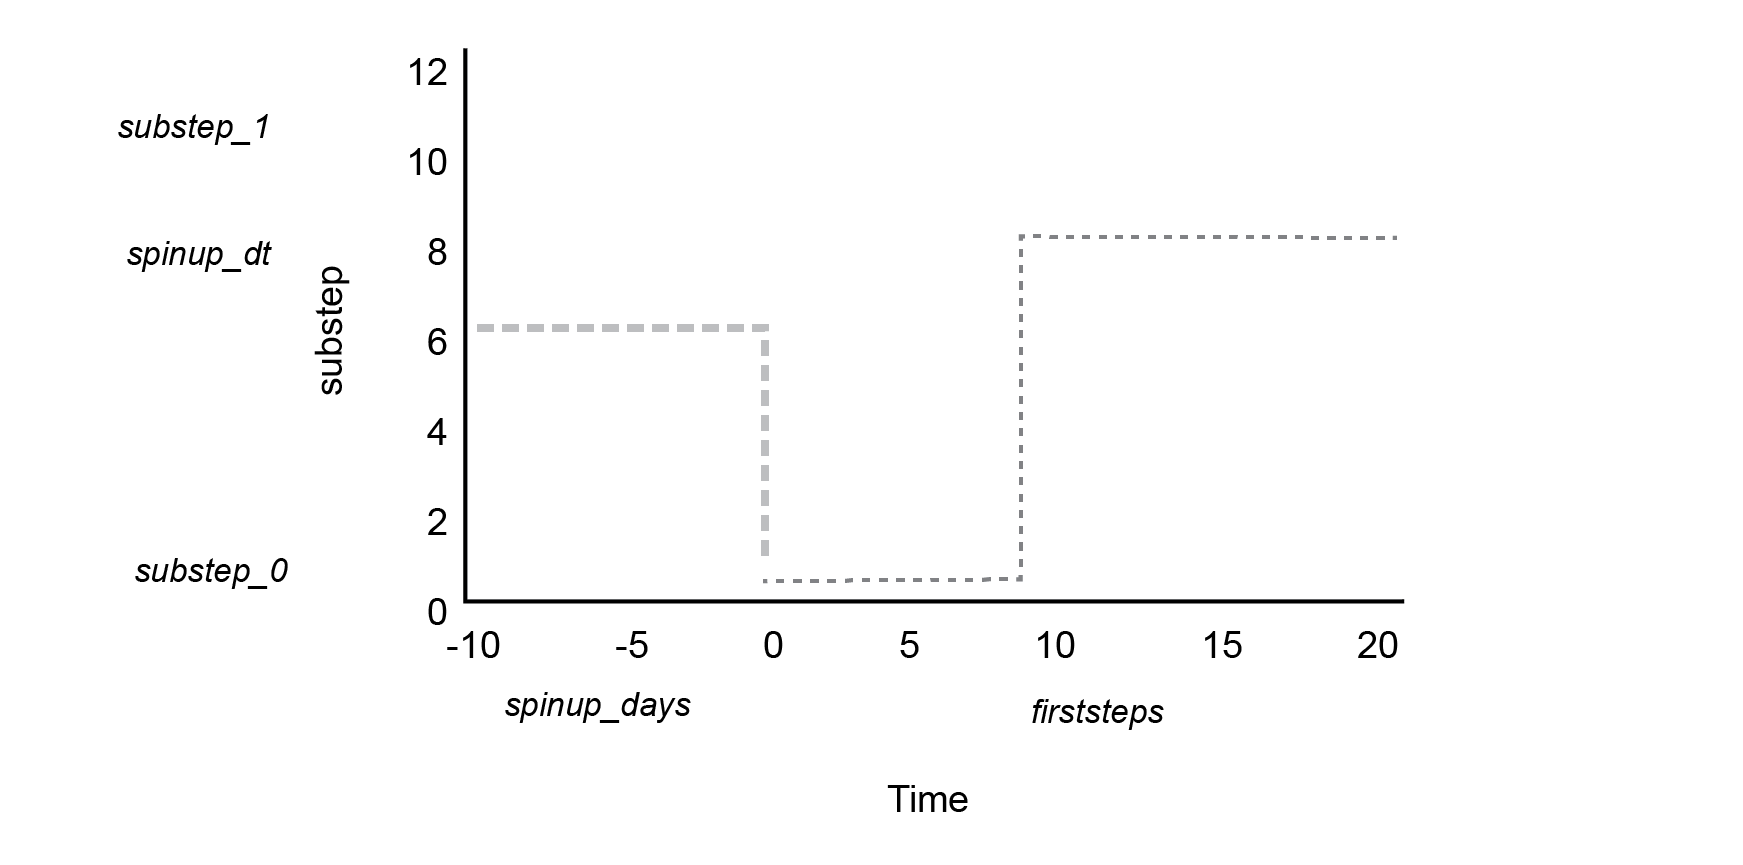 12
substep_1
10
spinup_dt
8
substep
6
4
2
substep_0
0
-10 -5 0 5 10 15 20
spinup_days firststeps
Time